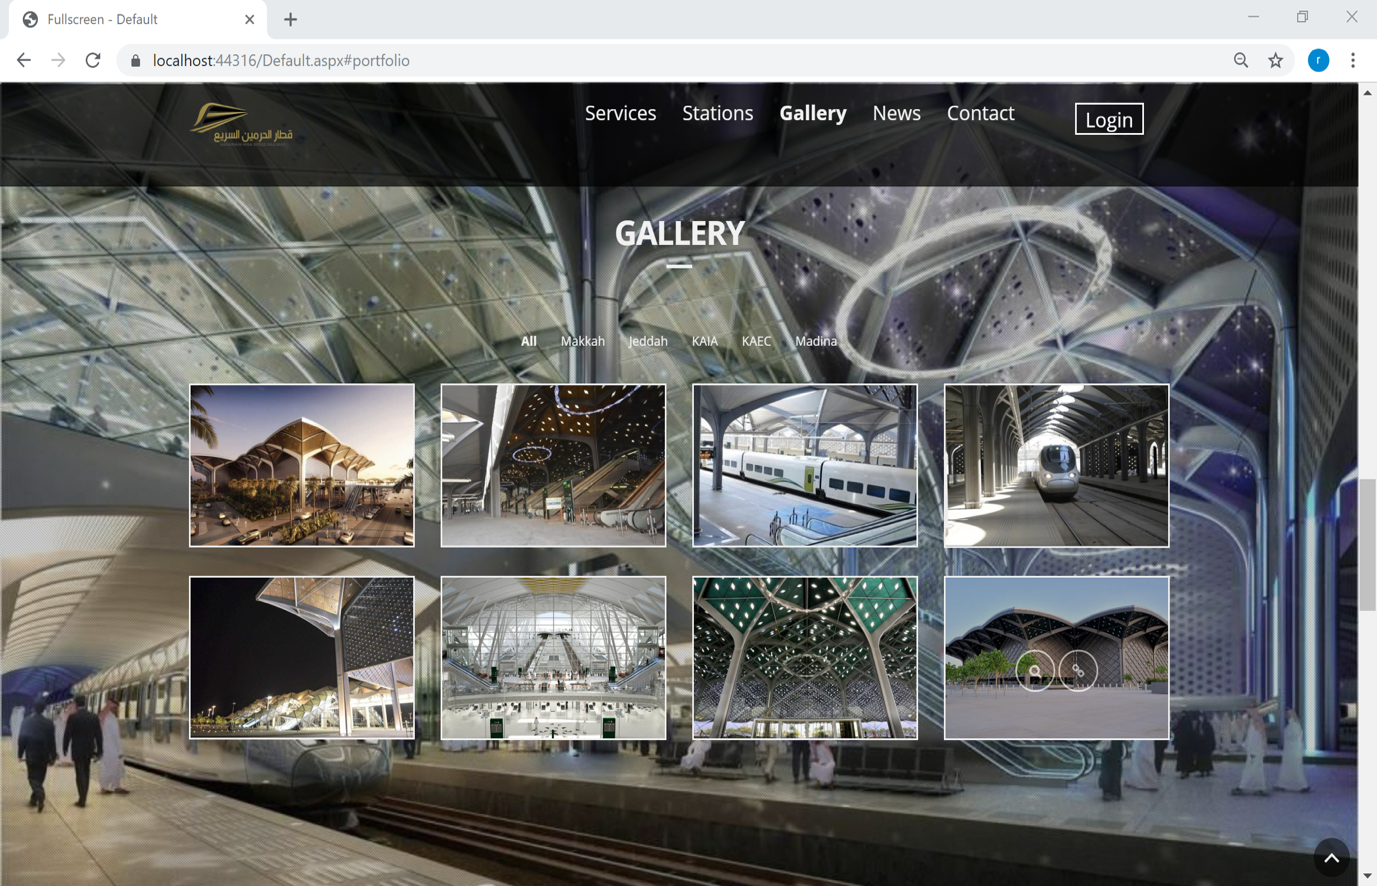 Fullscreen - Default
localhost:44316/Default.aspx#portfolio
r
قطار الحرمين السريع
Services Stations Gallery News Contact Login
GALLERY
All Makkah Jeddah KAIA KAEC Madina